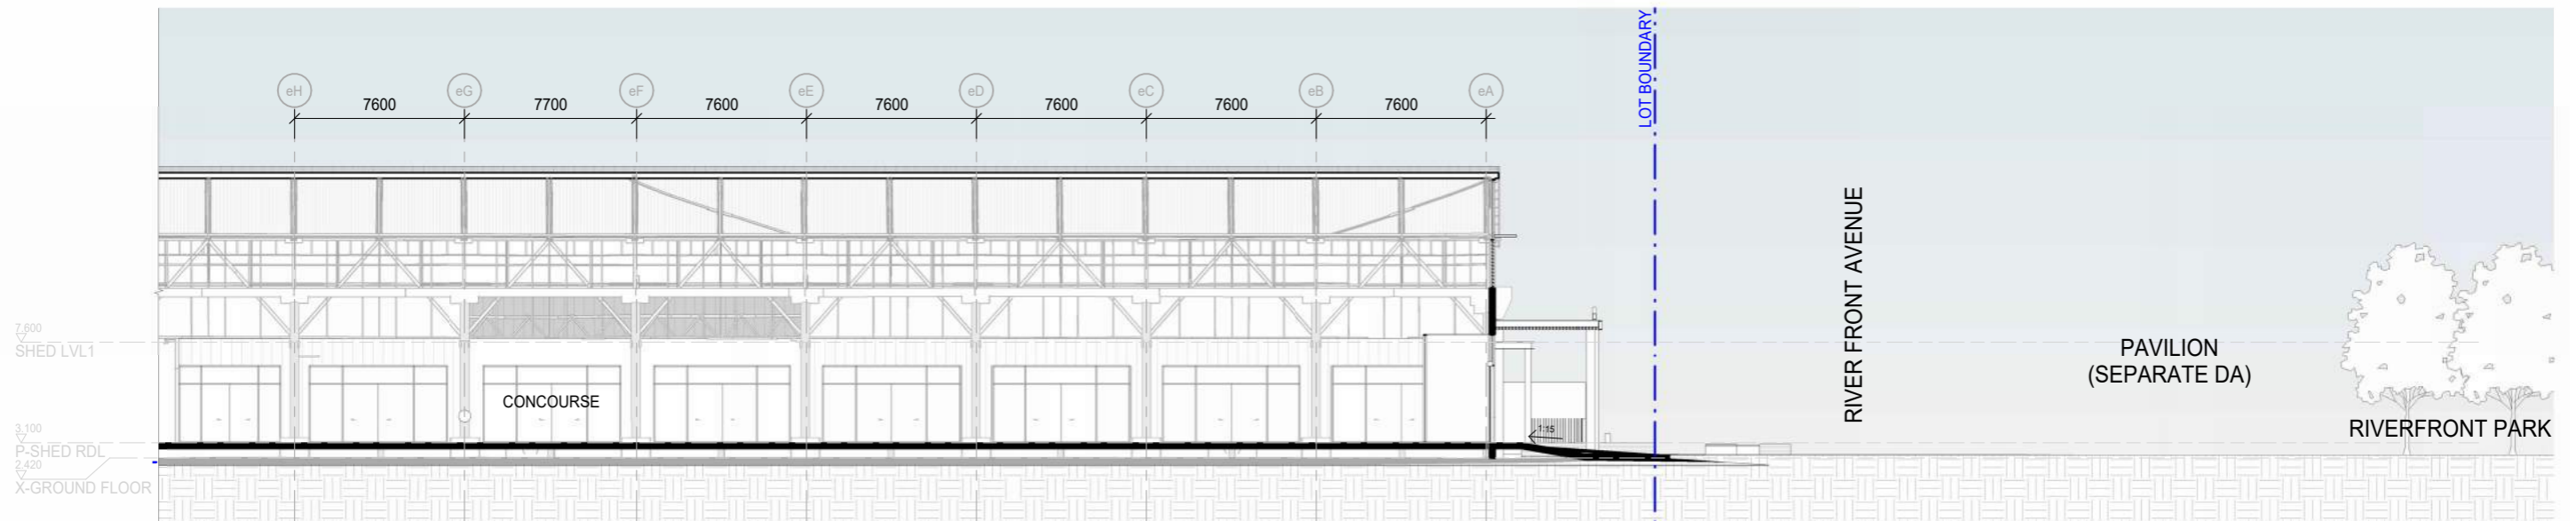 LOT BOUNDARY
eH
eG
eF
eE
eD
eC
eB
eA
7600
7700
7600
7600
7600
7600
7600
RIVER FRONT AVENUE
7.600
SHED LVL1
PAVILION
(SEPARATE DA)
CONCOURSE
3.100
P-SHED RDL
1:15
RIVERFRONT PARK
2.420
X-GROUND FLOOR